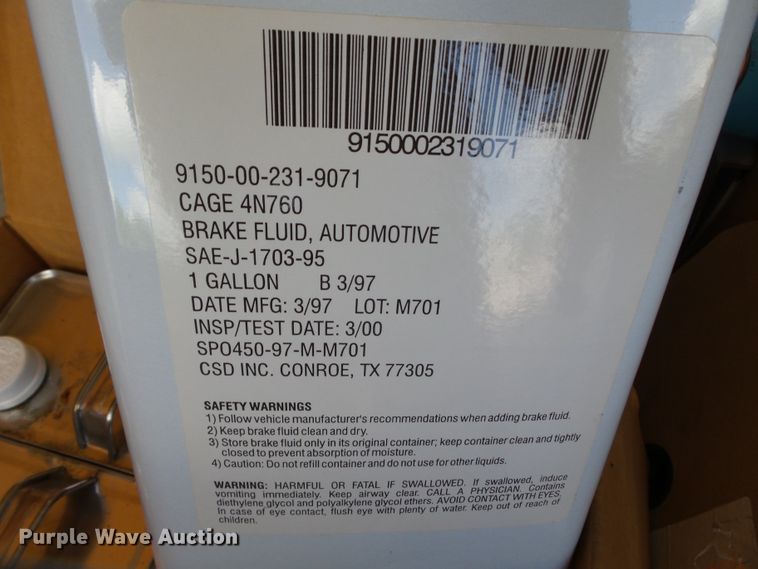 9150002319071
9150-00-231-9071
CAGE 4N760
BRAKE FLUID, AUTOMOTIVE
SAE-J-1703-95
1 GALLON B 3/97
DATE MFG: 3/97 LOT: M701
INSP/TEST DATE: 3/00
SPO450-97-M-M701
CSD INC. CONROE, TX 77305
SAFETY WARNINGS
1) Follow vehicle manufacturer's recommendations when adding brake fluid.
2) Keep brake fluid clean and dry.
3) Store brake fluid only in its original container; keep container clean and tightly
closed to prevent absorption of moisture.
4) Caution: Do not refill container and do not use for other liquids.
WARNING: HARMFUL OR FATAL IF SWALLOWED. If swallowed, induce
vomiting immediately. Keep airway clear. CALL A PHYSICIAN. Contains
diethylene glycol and polyalkylene glycol ethers. AVOID CONTACT WITH EYES.
In case of eye contact, flush eye with plenty of water. Keep out of reach of
children.
Purple Wave Auction